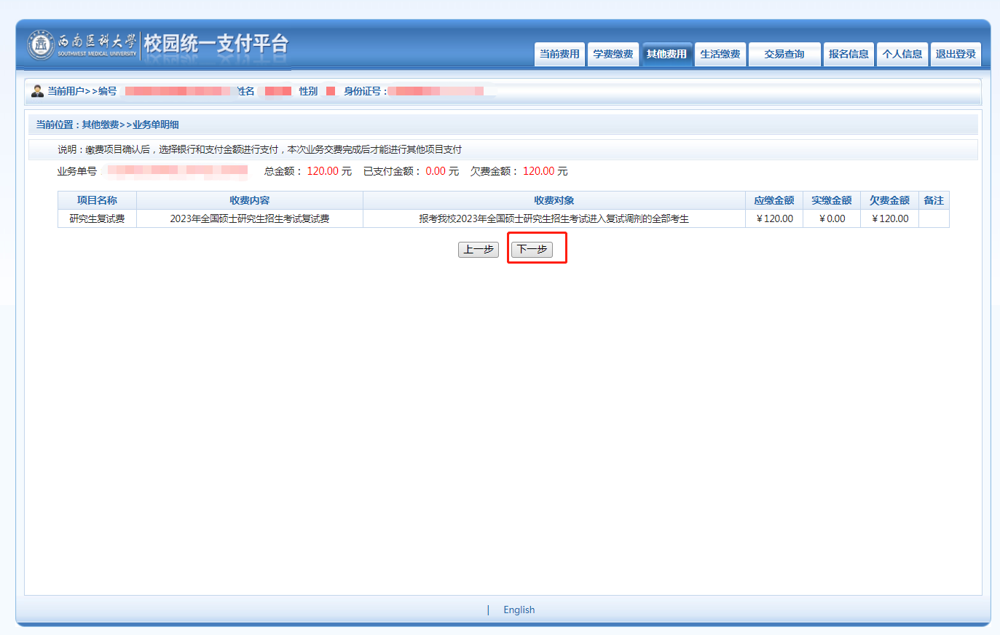 西南医科大学 校园统一支付平台
SOUTHWEST MEDICAL UNIVERSITY
当前费用 学费缴费 其他费用 生活缴费 交易查询 报名信息 个人信息 退出登录
当前用户>>编号 姓名 性别 身份证号：
当前位置：其他缴费>>业务单明细
说明：缴费项目确认后，选择银行和支付金额进行支付，本次业务交费完成后才能进行其他项目支付
业务单号 总金额： 120.00 元 已支付金额： 0.00 元 欠费金额： 120.00 元
项目名称 收费内容 收费对象 应缴金额 实缴金额 欠费金额 备注
研究生复试费 2023年全国硕士研究生招生考试复试费 报考我校2023年全国硕士研究生招生考试进入复试调剂的全部考生 ￥120.00 ￥0.00 ￥120.00
上一步 下一步
| English